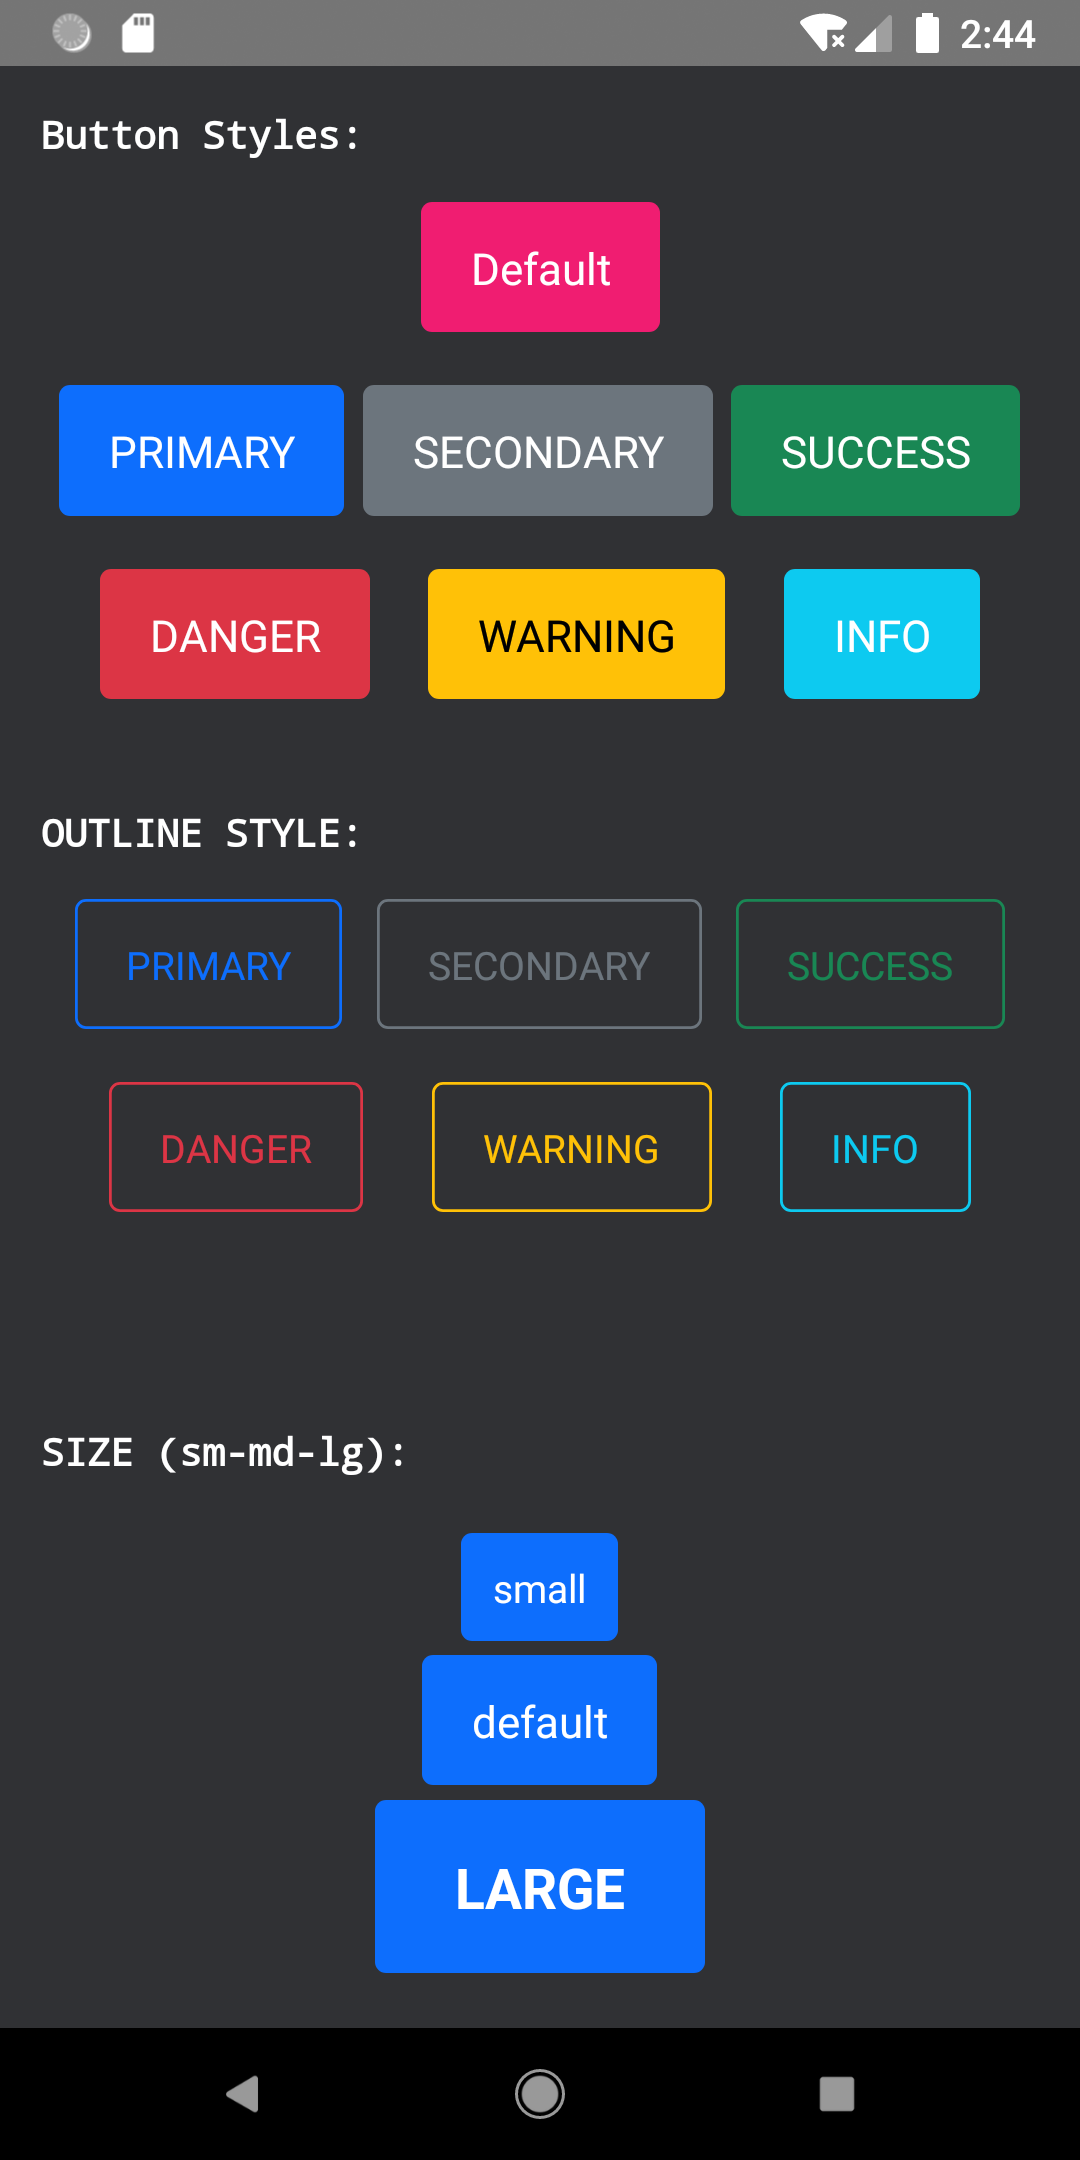 2:44
Button Styles:
Default
PRIMARY SECONDARY SUCCESS
DANGER WARNING INFO
OUTLINE STYLE:
PRIMARY SECONDARY SUCCESS
DANGER WARNING INFO
SIZE (sm-md-lg):
small
default
LARGE